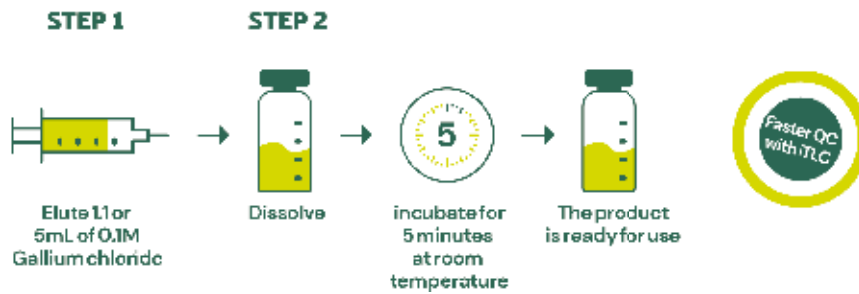 STEP 1
STEP 2
5
Faster QC
with iTLC
Elute 1.1 or
5mL of 0.1M
Gallium chloride
Dissolve
incubate for
5 minutes
at room
temperature
The product
is ready for use